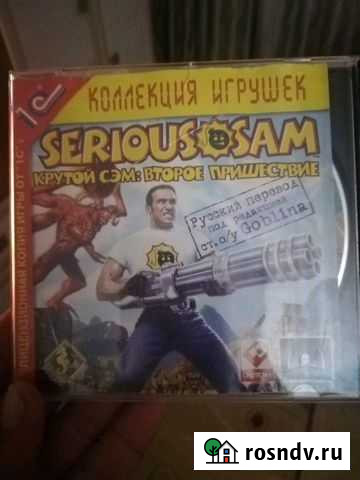 1С
КОЛЛЕКЦИЯ ИГРУШЕК
SERIOUS SAM
КРУТОЙ СЭМ: ВТОРОЕ ПРИШЕСТВИЕ
Русский перевод
под редакцией
ст. о/у Goblina
ЛИЦЕНЗИОННАЯ КОПИЯ ИГРЫ ОТ "1С"
rosndv.ru